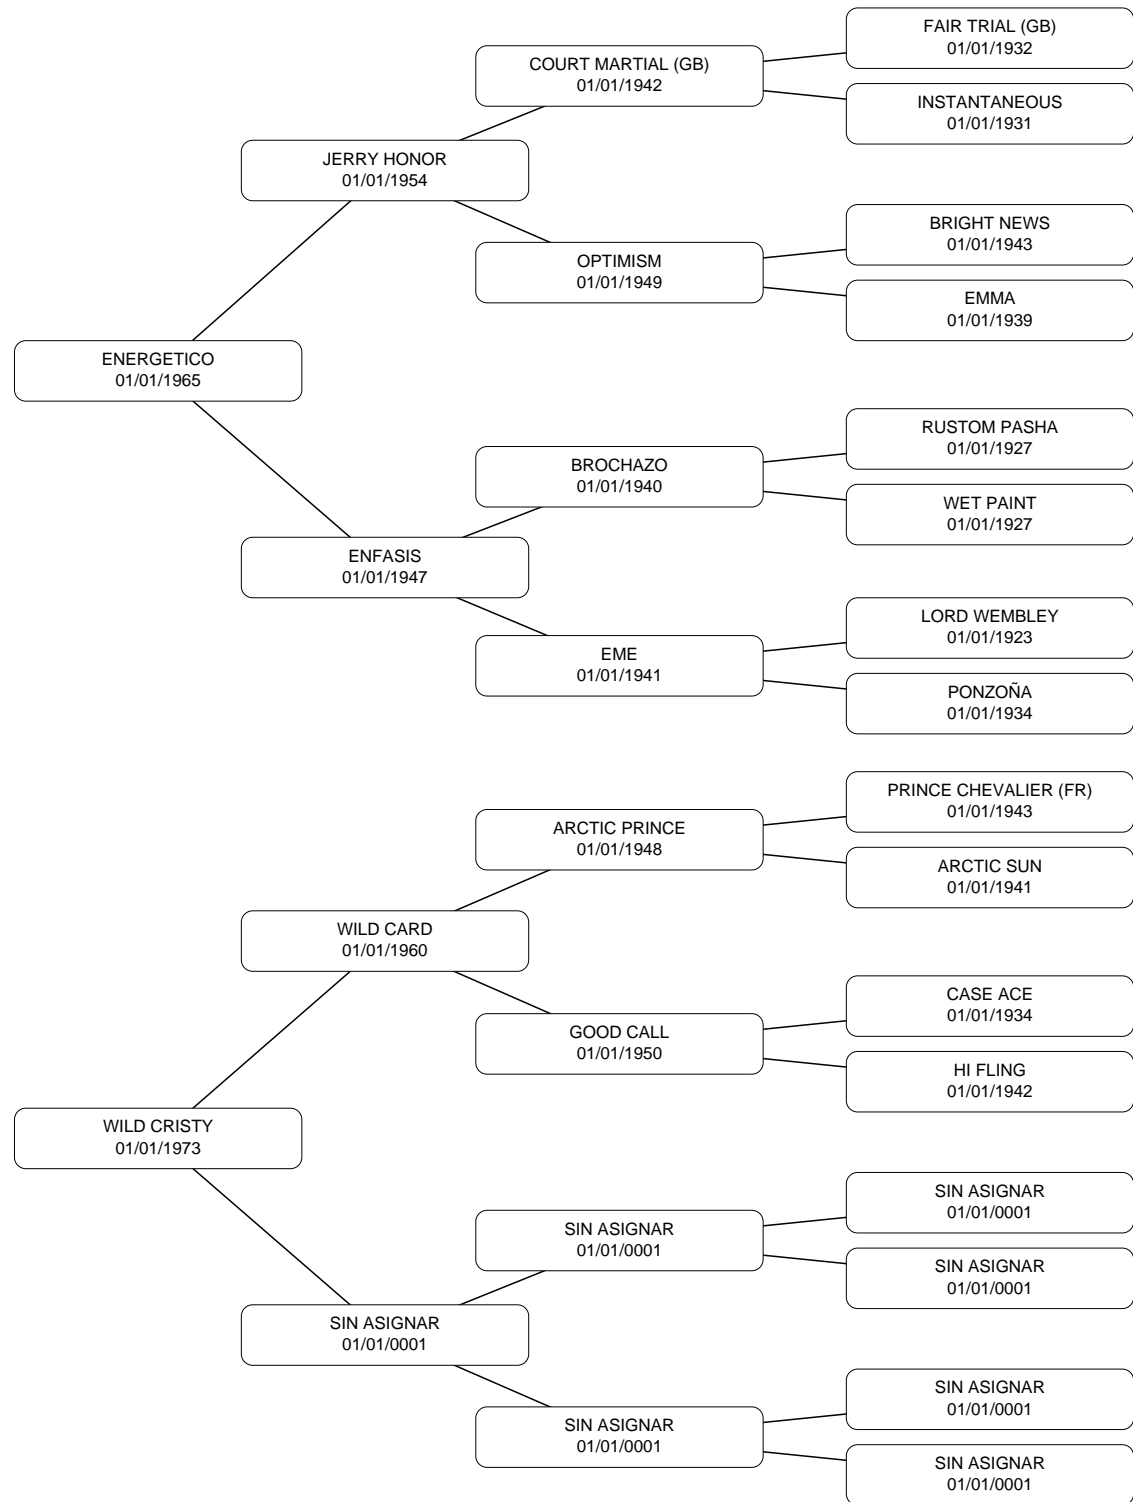 FAIR TRIAL (GB)
01/01/1932
COURT MARTIAL (GB)
01/01/1942
INSTANTANEOUS
01/01/1931
JERRY HONOR
01/01/1954
BRIGHT NEWS
01/01/1943
OPTIMISM
01/01/1949
EMMA
01/01/1939
ENERGETICO
01/01/1965
RUSTOM PASHA
01/01/1927
BROCHAZO
01/01/1940
WET PAINT
01/01/1927
ENFASIS
01/01/1947
LORD WEMBLEY
01/01/1923
EME
01/01/1941
PONZOÑA
01/01/1934
PRINCE CHEVALIER (FR)
01/01/1943
ARCTIC PRINCE
01/01/1948
ARCTIC SUN
01/01/1941
WILD CARD
01/01/1960
CASE ACE
01/01/1934
GOOD CALL
01/01/1950
HI FLING
01/01/1942
WILD CRISTY
01/01/1973
SIN ASIGNAR
01/01/0001
SIN ASIGNAR
01/01/0001
SIN ASIGNAR
01/01/0001
SIN ASIGNAR
01/01/0001
SIN ASIGNAR
01/01/0001
SIN ASIGNAR
01/01/0001
SIN ASIGNAR
01/01/0001